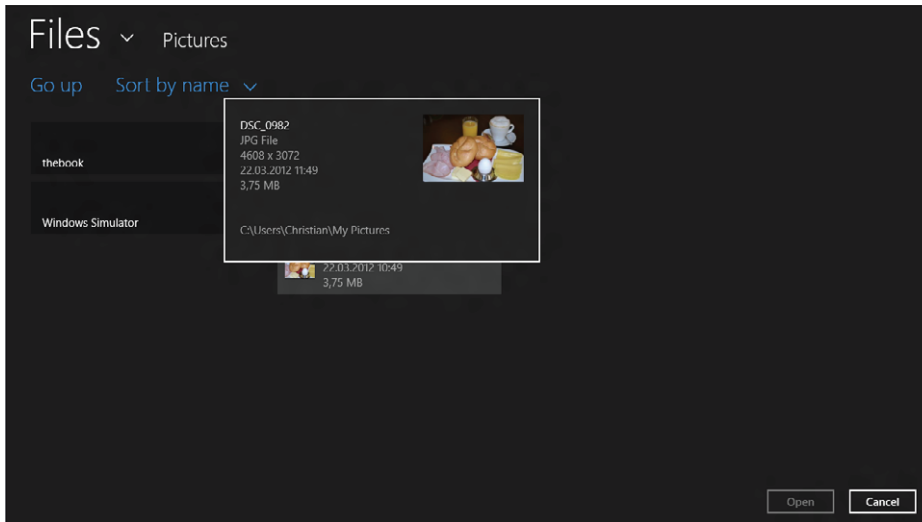 Files Pictures
Go up Sort by name
DSC_0982
JPG File
4608 x 3072
22.03.2012 11:49
3,75 MB
C:\Users\Christian\My Pictures
thebook
Windows Simulator
22.03.2012 10:49
3,75 MB
Open Cancel